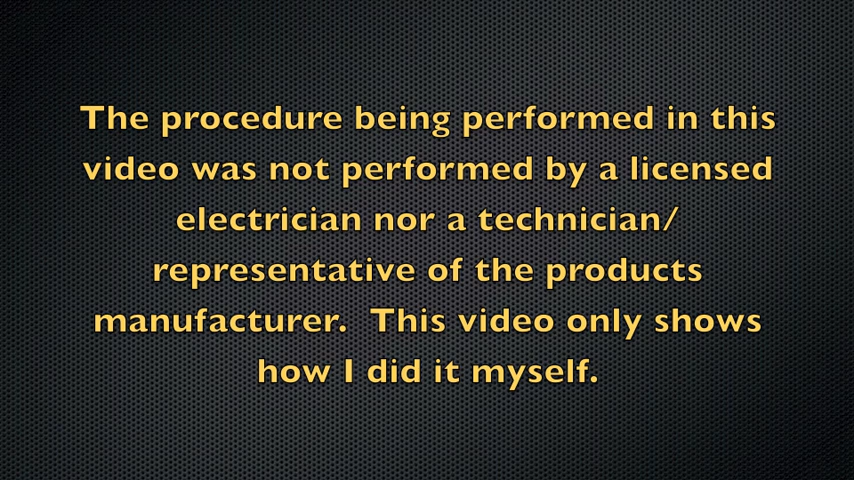 The procedure being performed in this
video was not performed by a licensed
electrician nor a technician/
representative of the products
manufacturer.  This video only shows
how I did it myself.